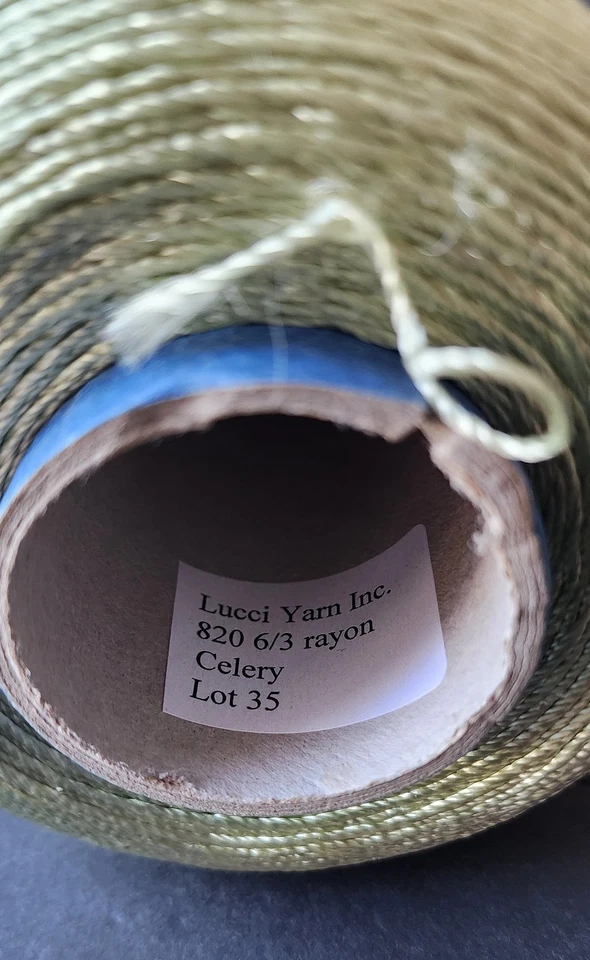 Lucci Yarn Inc.
820 6/3 rayon
Celery
Lot 35